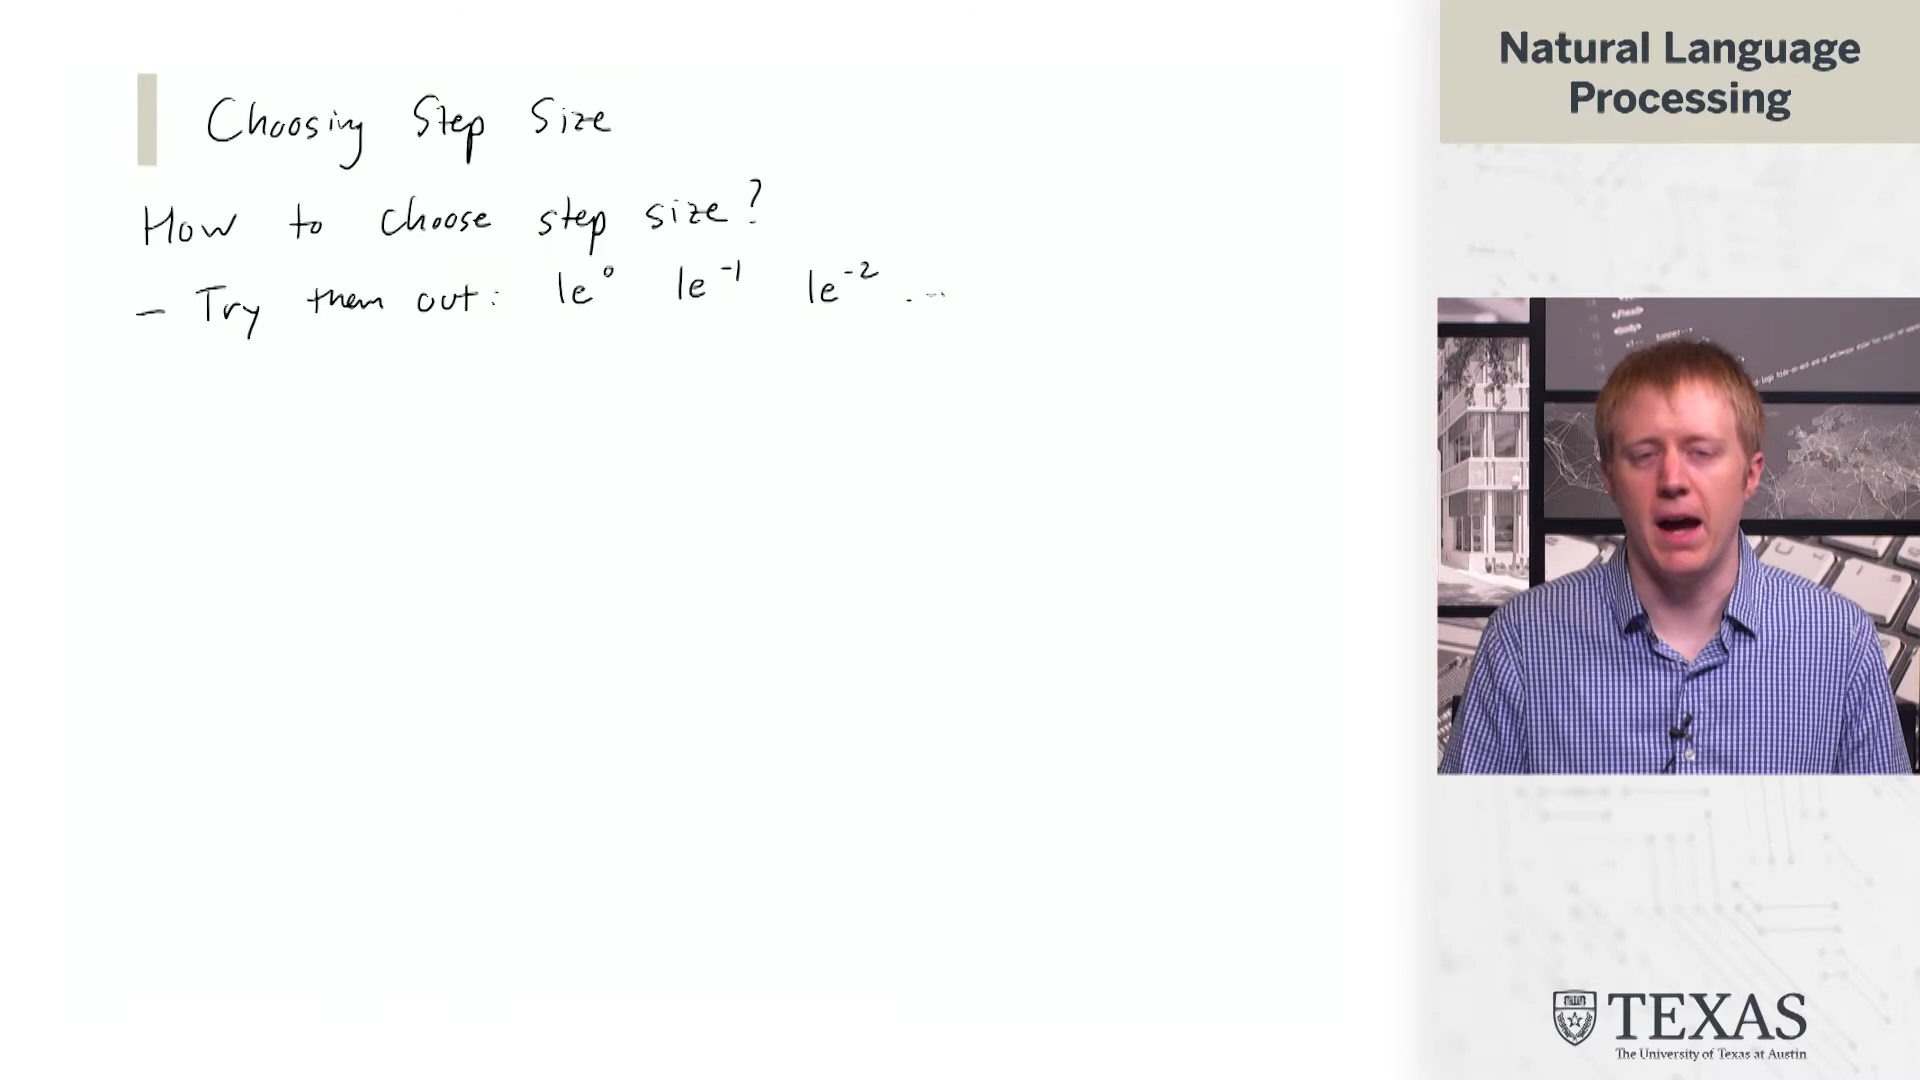 Choosing Step Size
How to choose step size?
- Try them out: 1e⁰ 1e⁻¹ 1e⁻² ...
Natural Language
Processing
TEXAS
The University of Texas at Austin